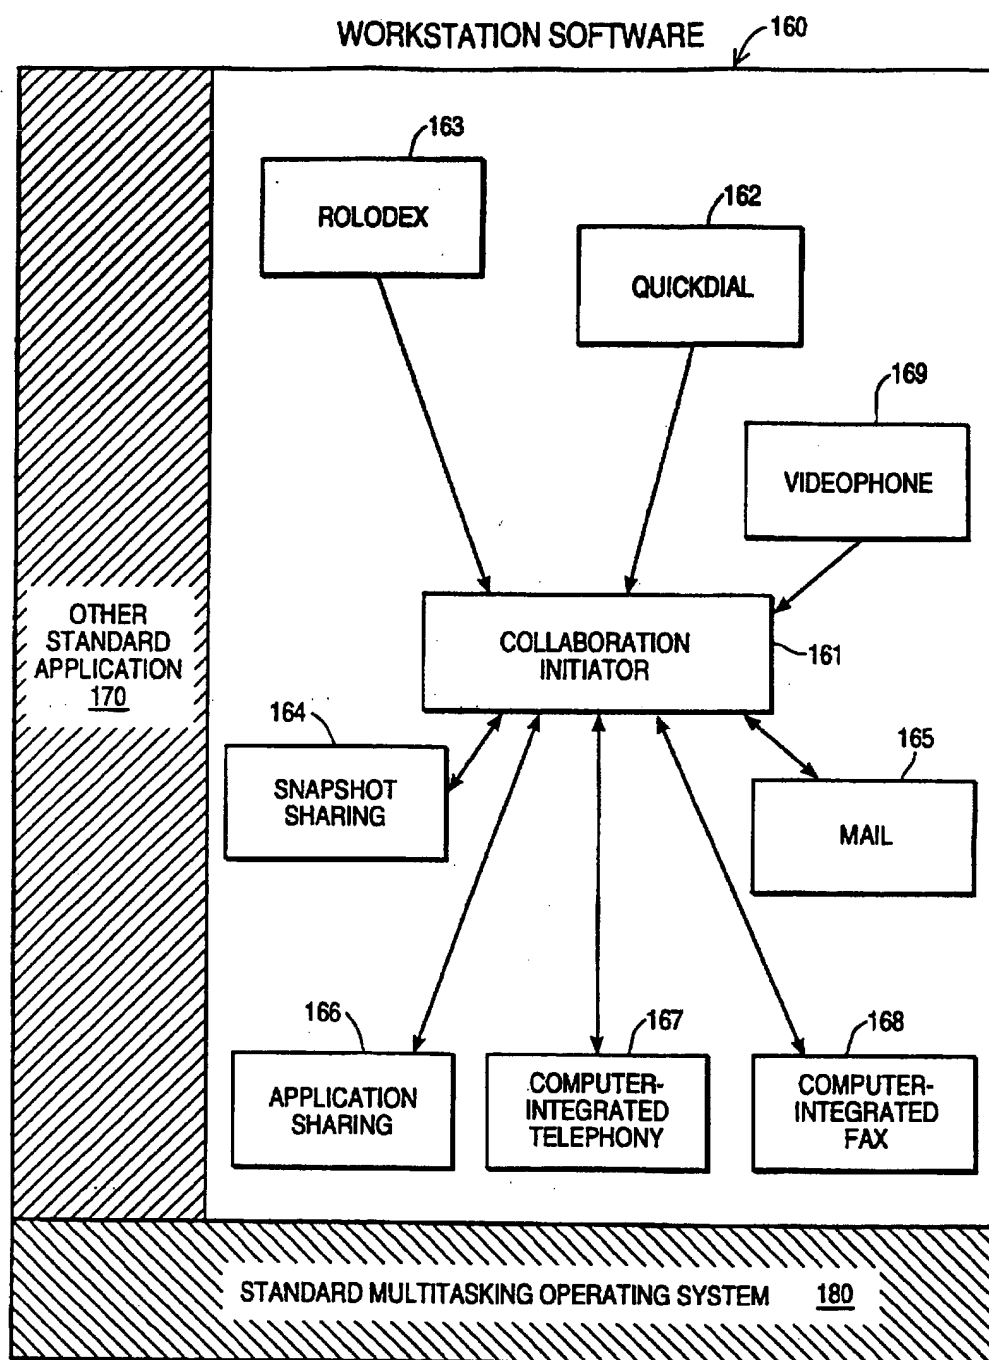 WORKSTATION SOFTWARE
160
163
ROLODEX
162
QUICKDIAL
169
VIDEOPHONE
COLLABORATION
INITIATOR
161
OTHER
STANDARD
APPLICATION
170
164
SNAPSHOT
SHARING
165
MAIL
166
APPLICATION
SHARING
167
COMPUTER-
INTEGRATED
TELEPHONY
168
COMPUTER-
INTEGRATED
FAX
STANDARD MULTITASKING OPERATING SYSTEM 180